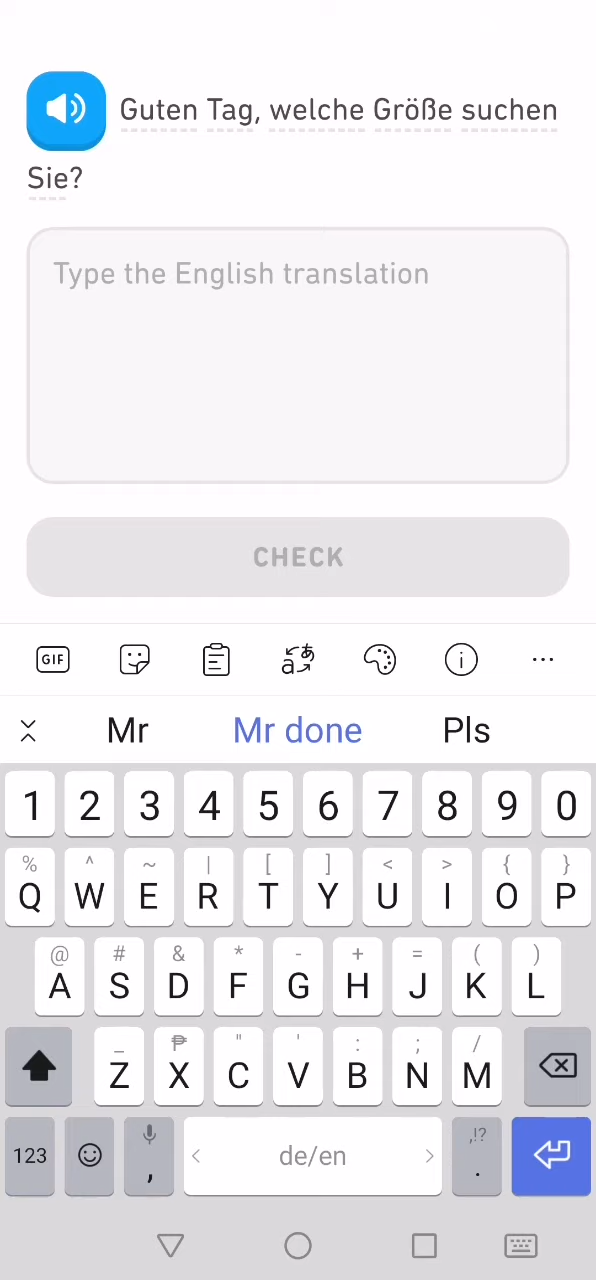 Guten Tag, welche Größe suchen
Sie?
Type the English translation
CHECK
GIF
Mr Mr done Pls
1 2 3 4 5 6 7 8 9 0
% ^ ~ | [ ] < > { }
Q W E R T Y U I O P
@ # & * - + = ( )
A S D F G H J K L
_ ₱ " ' : ; /
Z X C V B N M
,!?
123 , < de/en > .